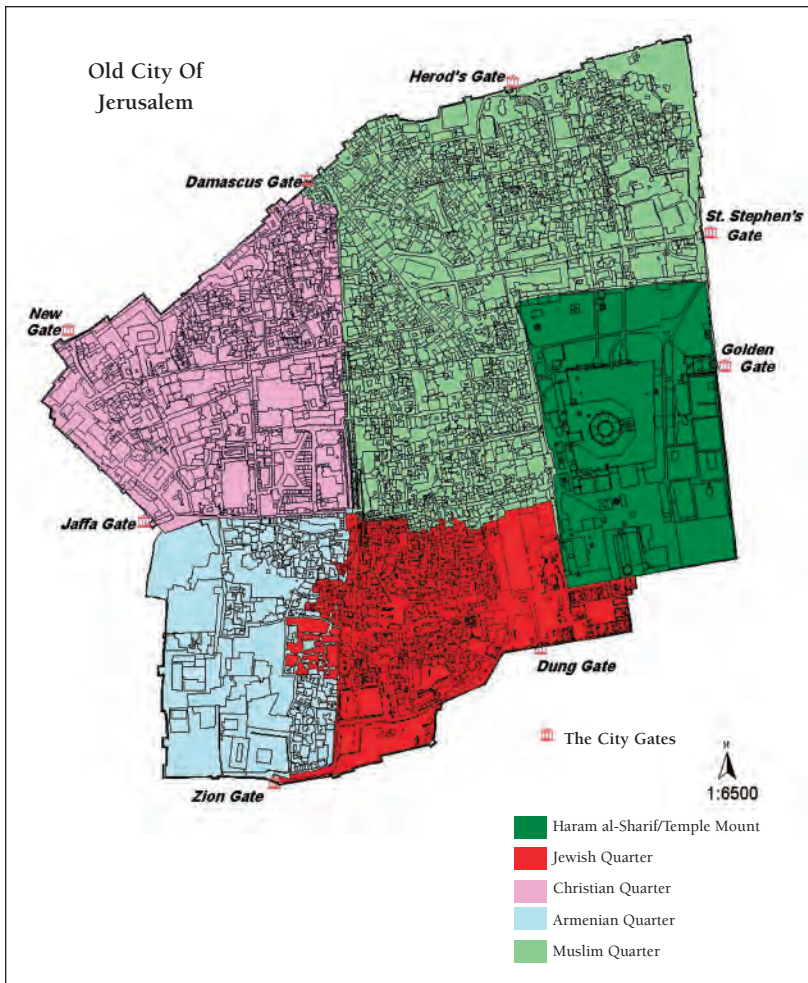 Old City Of
Jerusalem
Herod's Gate
Damascus Gate
St. Stephen's
Gate
New
Gate
Golden
Gate
Jaffa Gate
Dung Gate
The City Gates
N
1:6500
Zion Gate
Haram al-Sharif/Temple Mount
Jewish Quarter
Christian Quarter
Armenian Quarter
Muslim Quarter